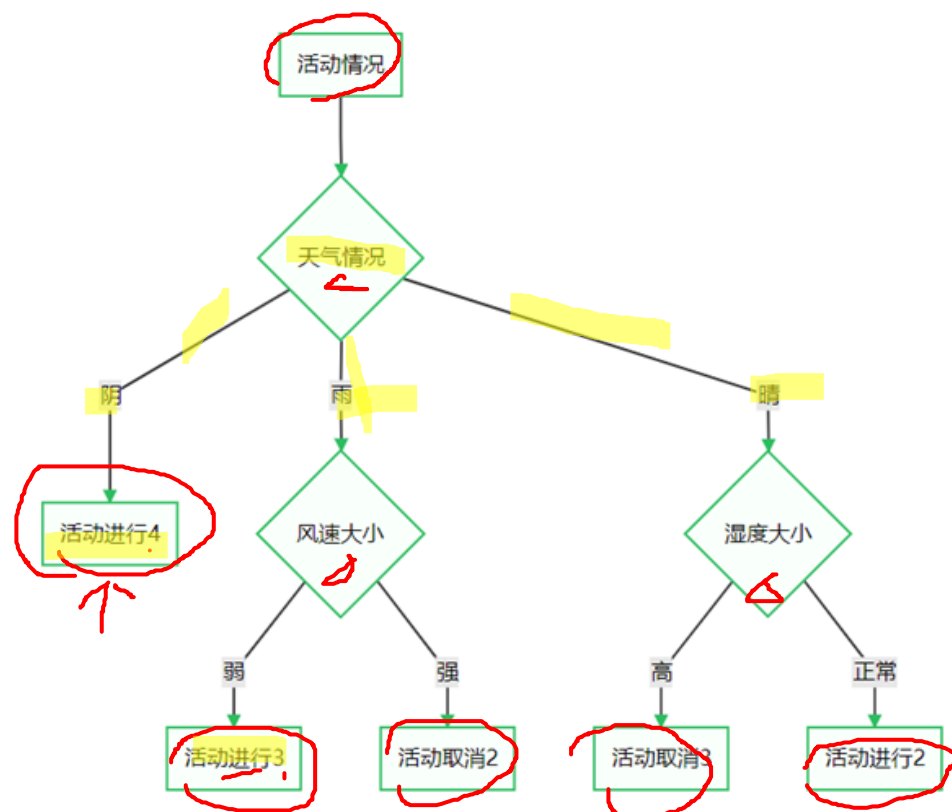 活动情况
天气情况
阴
雨
晴
活动进行4
风速大小
湿度大小
弱
强
高
正常
活动进行3
活动取消2
活动取消3
活动进行2